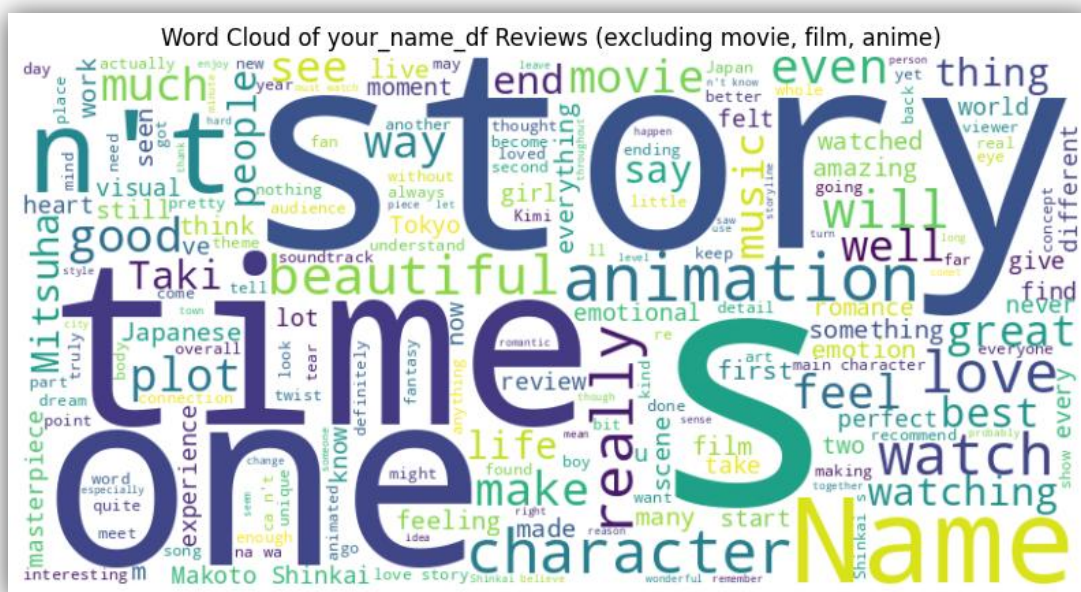 Word Cloud of your_name_df Reviews (excluding movie, film, anime)
day actually enjoy new see live may end movie Japan even person thing
place work much minute people year must watch moment n't know better whole yet back
n't story
seen got need hard fan way another thought become loved second everything throughout happen ending say felt watched world viewer real eye different
mind visual thank nothing without always girl little music storyline amazing going
heart still pretty audience piece let Kimi saw use will concept
good think Tokyo understand ll level keep turn well long far give
Mitsuha ve theme soundtrack
style Taki tell beautiful animation comet find
come time emotional detail romance never
city town now re something great
truly Japanese lot fantasy romantic really art emotion everyone
body overall look tear first main character love
part plot definitely anything review kind feel
dream connection twist though done perfect best every
point experience one life bit sense scene two recommend probably
masterpiece know mean s film watch
word change someone might found boy u take making show
especially ca n't unique make want together s watching
quite seem feeling right many start Name
meet enough animated idea made reason Shinkai
song na wa go character
interesting m Makoto Shinkai love story Shinkai believe wonderful remember